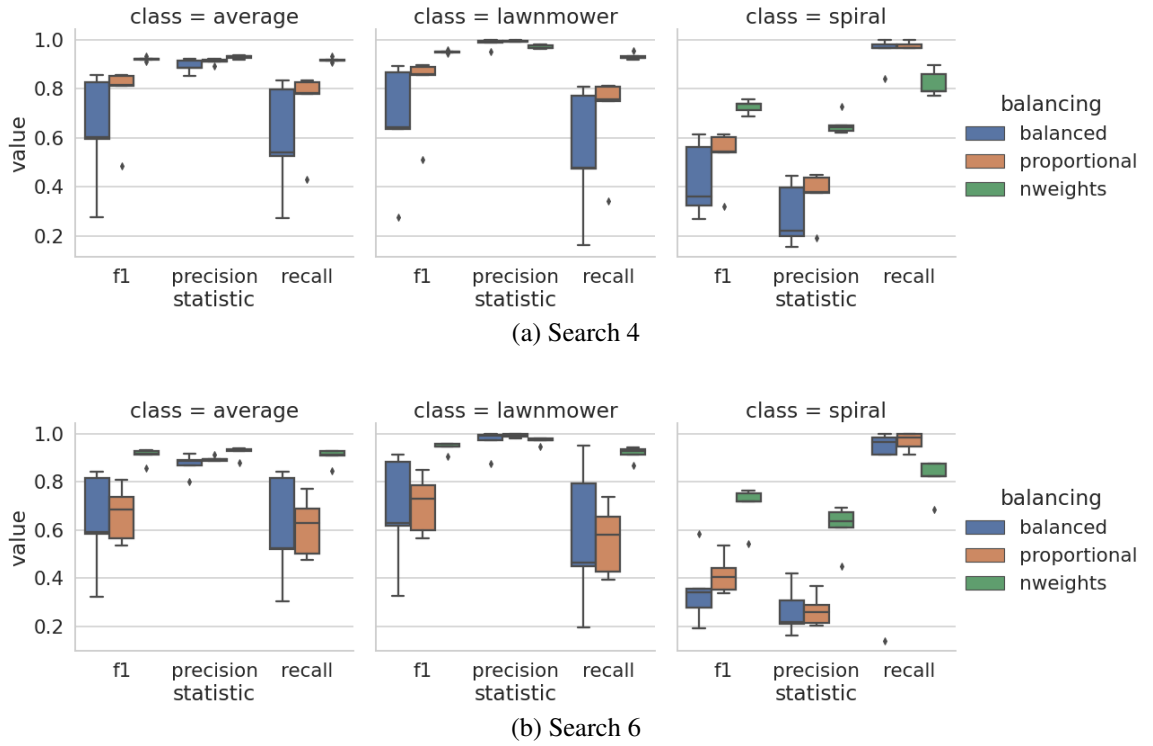 class = average class = lawnmower class = spiral
1.0
0.8
0.6
0.4
0.2
value
f1 precision recall f1 precision recall f1 precision recall
statistic statistic statistic
balancing
balanced
proportional
nweights
(a) Search 4
class = average class = lawnmower class = spiral
1.0
0.8
0.6
0.4
0.2
value
f1 precision recall f1 precision recall f1 precision recall
statistic statistic statistic
balancing
balanced
proportional
nweights
(b) Search 6